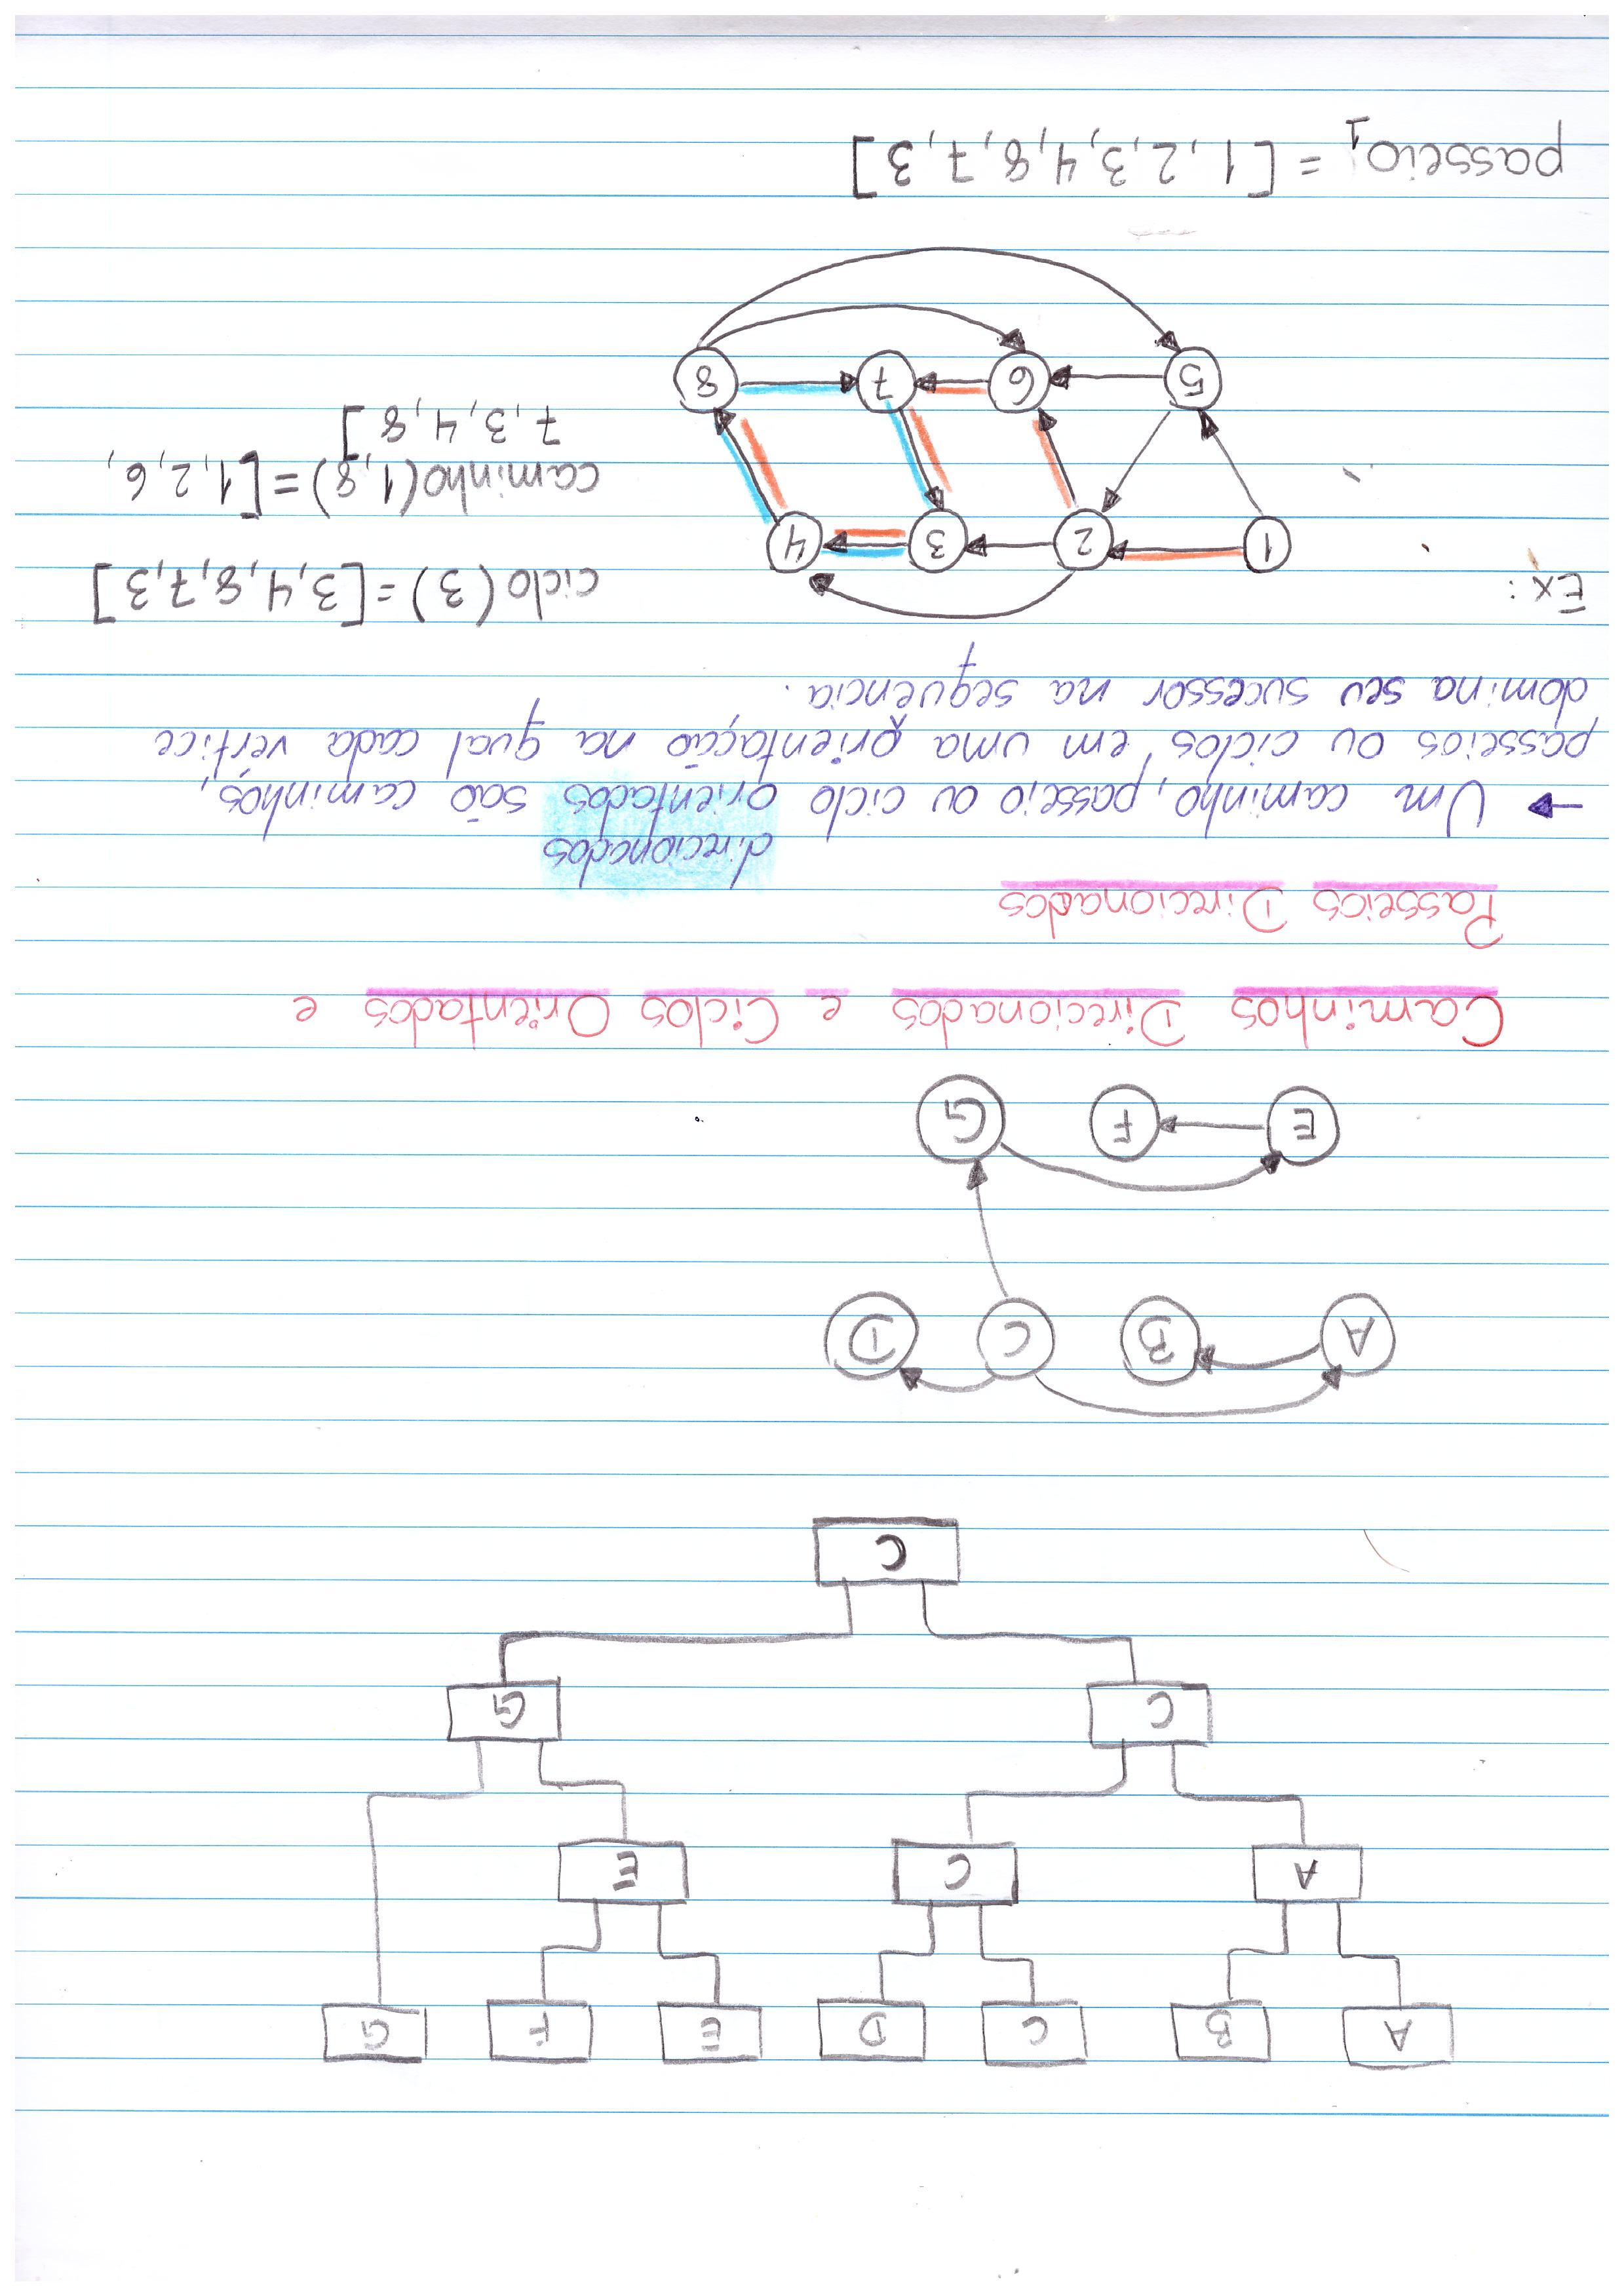 A B C D E F G
A C E
C G
C
A B C D
E F G
Caminhos Direcionados e Ciclos Orientados e
Passeios Direcionados
direcionados
→ Um caminho, passeio ou ciclo orientados são caminhos,
passeios ou ciclos em uma orientação na qual cada vértice
domina seu sucessor na sequência.
Ex:
1 2 3 4
5 6 7 8
ciclo(3) = [3,4,8,7,3]
caminho(1,8) = [1,2,6,
7,3,4,8]
passeio₁ = [1,2,3,4,8,7,3]